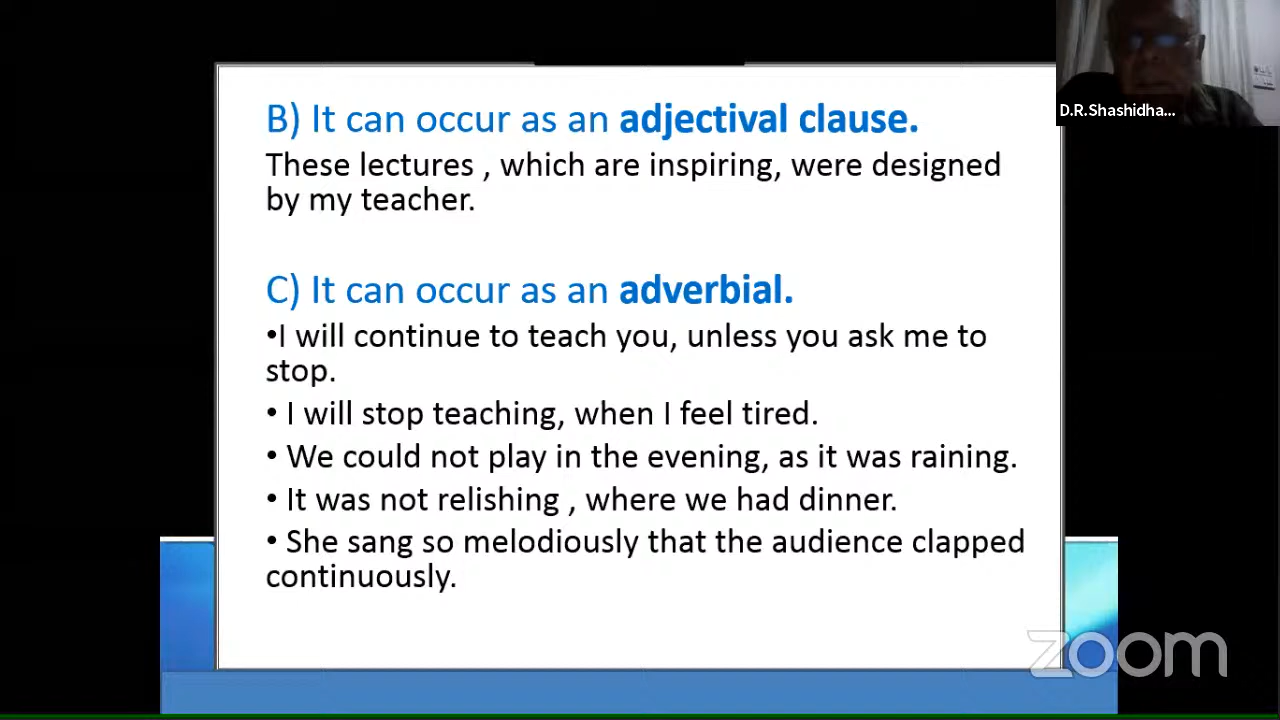 D.R.Shashidha...
B) It can occur as an adjectival clause.
These lectures , which are inspiring, were designed
by my teacher.
C) It can occur as an adverbial.
•I will continue to teach you, unless you ask me to
stop.
• I will stop teaching, when I feel tired.
• We could not play in the evening, as it was raining.
• It was not relishing , where we had dinner.
• She sang so melodiously that the audience clapped
continuously.
zoom